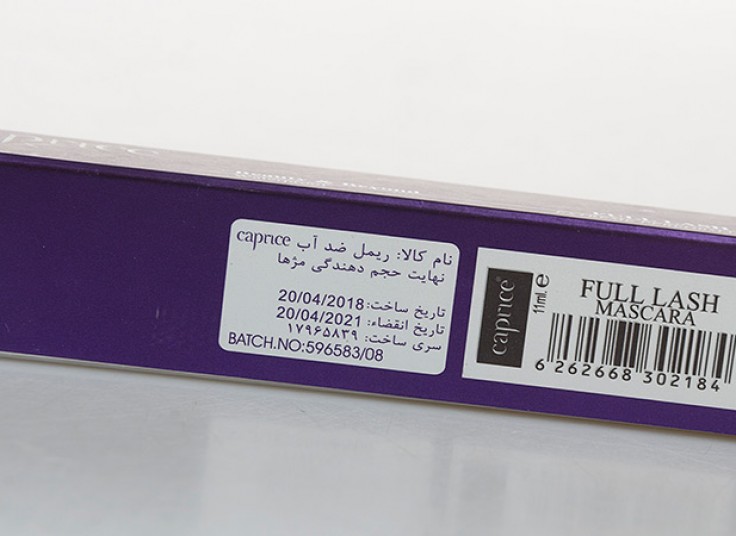 نام کالا: ریمل ضد آب caprice
نهایت حجم دهندگی مژها
تاریخ ساخت: 20/04/2018
تاریخ انقضاء: 20/04/2021
سری ساخت: ۱۷۹۶۵۸۳۹
BATCH.NO:596583/08
caprice
11ml. e
FULL LASH
MASCARA
6 262668 302184